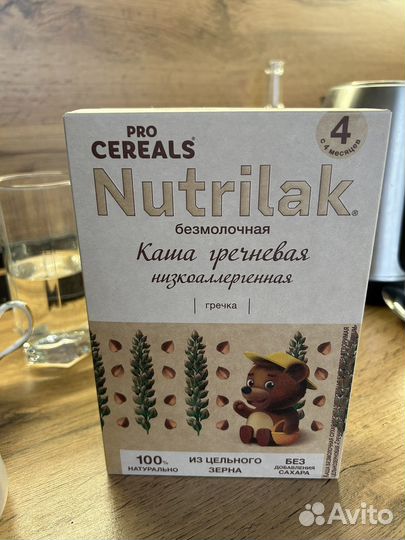 PRO
CEREALS®
4
с 4 месяцев
Nutrilak®
безмолочная
Каша гречневая
низкоаллергенная
гречка
100%
НАТУРАЛЬНО
ИЗ ЦЕЛЬНОГО
ЗЕРНА
БЕЗ
ДОБАВЛЕНИЯ
САХАРА
Avito